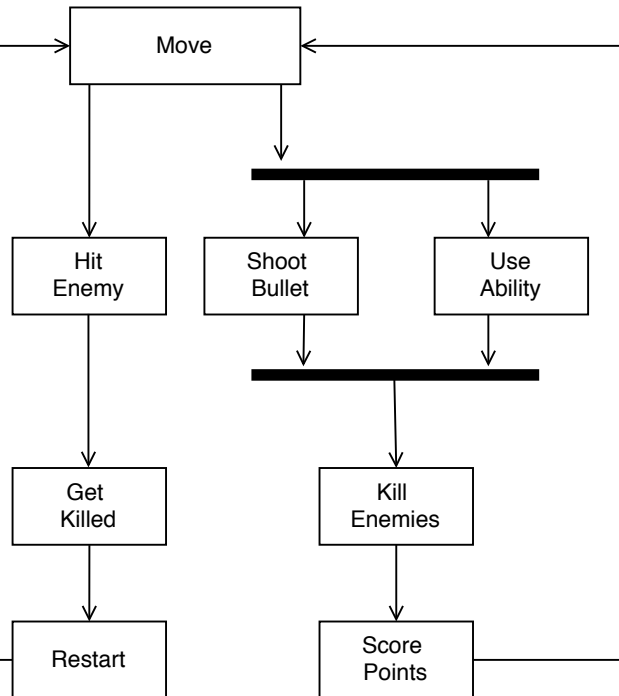 Move
Hit
Enemy
Shoot
Bullet
Use
Ability
Get
Killed
Kill
Enemies
Restart
Score
Points